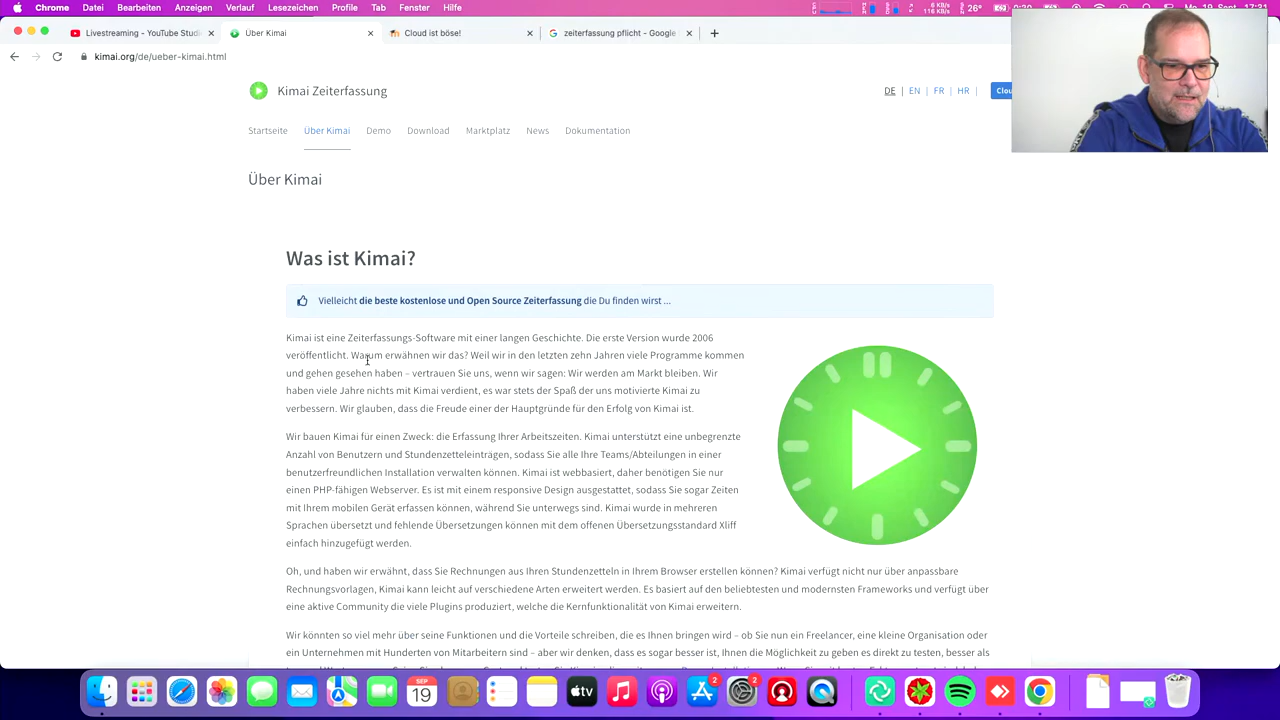 Chrome Datei Bearbeiten Anzeigen Verlauf Lesezeichen Profile Tab Fenster Hilfe
6 KB/s
116 KB/s
26°
Mo. 19. Sept. 17:31
Livestreaming - YouTube Studi
Über Kimai
Cloud ist böse!
zeiterfassung pflicht - Google
kimai.org/de/ueber-kimai.html
Kimai Zeiterfassung
DE | EN | FR | HR |
Clou
Startseite Über Kimai Demo Download Marktplatz News Dokumentation
Über Kimai
Was ist Kimai?
Vielleicht die beste kostenlose und Open Source Zeiterfassung die Du finden wirst ...
Kimai ist eine Zeiterfassungs-Software mit einer langen Geschichte. Die erste Version wurde 2006
veröffentlicht. Warum erwähnen wir das? Weil wir in den letzten zehn Jahren viele Programme kommen
und gehen gesehen haben – vertrauen Sie uns, wenn wir sagen: Wir werden am Markt bleiben. Wir
haben viele Jahre nichts mit Kimai verdient, es war stets der Spaß der uns motivierte Kimai zu
verbessern. Wir glauben, dass die Freude einer der Hauptgründe für den Erfolg von Kimai ist.
Wir bauen Kimai für einen Zweck: die Erfassung Ihrer Arbeitszeiten. Kimai unterstützt eine unbegrenzte
Anzahl von Benutzern und Stundenzetteleinträgen, sodass Sie alle Ihre Teams/Abteilungen in einer
benutzerfreundlichen Installation verwalten können. Kimai ist webbasiert, daher benötigen Sie nur
einen PHP-fähigen Webserver. Es ist mit einem responsive Design ausgestattet, sodass Sie sogar Zeiten
mit Ihrem mobilen Gerät erfassen können, während Sie unterwegs sind. Kimai wurde in mehreren
Sprachen übersetzt und fehlende Übersetzungen können mit dem offenen Übersetzungsstandard Xliff
einfach hinzugefügt werden.
Oh, und haben wir erwähnt, dass Sie Rechnungen aus Ihren Stundenzetteln in Ihrem Browser erstellen können? Kimai verfügt nicht nur über anpassbare
Rechnungsvorlagen, Kimai kann leicht auf verschiedene Arten erweitert werden. Es basiert auf den beliebtesten und modernsten Frameworks und verfügt über
eine aktive Community die viele Plugins produziert, welche die Kernfunktionalität von Kimai erweitern.
Wir könnten so viel mehr über seine Funktionen und die Vorteile schreiben, die es Ihnen bringen wird – ob Sie nun ein Freelancer, eine kleine Organisation oder
ein Unternehmen mit Hunderten von Mitarbeitern sind – aber wir denken, dass es sogar besser ist, Ihnen die Möglichkeit zu geben es direkt zu testen, besser als
SEP
19
tv
2
2